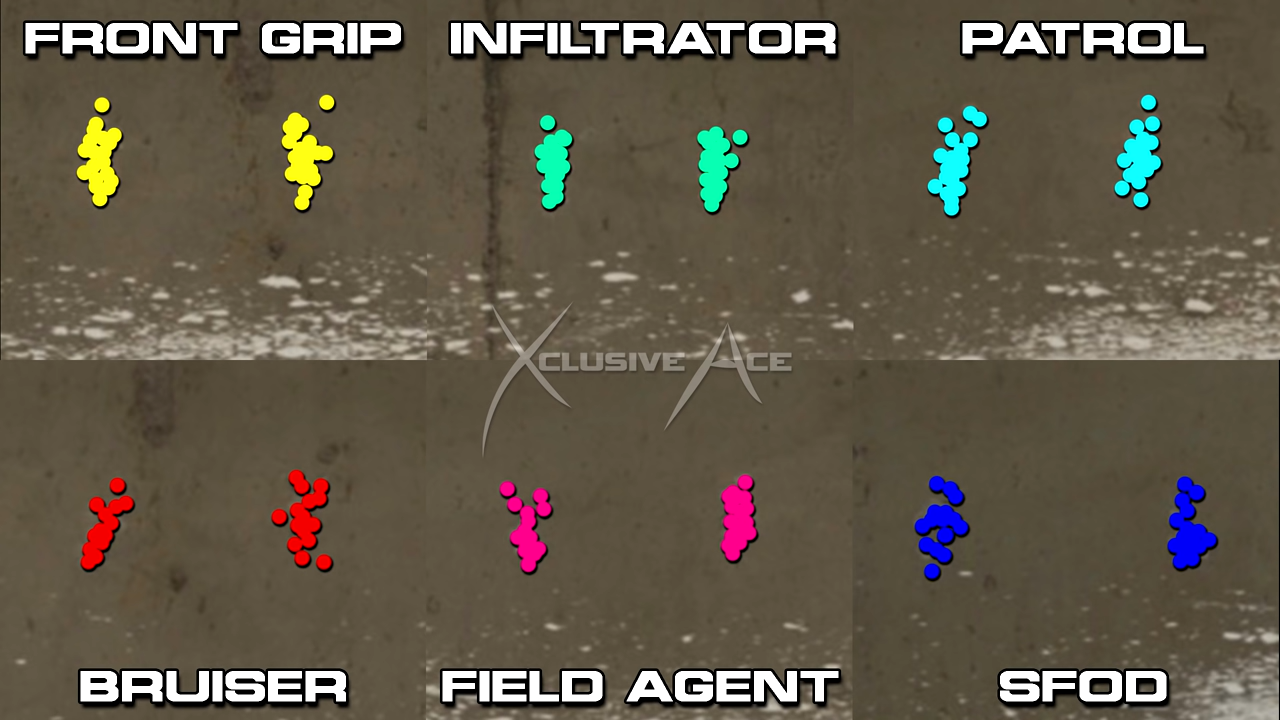 FRONT GRIP
INFILTRATOR
PATROL
XCLUSIVE ACE
BRUISER
FIELD AGENT
SFOD